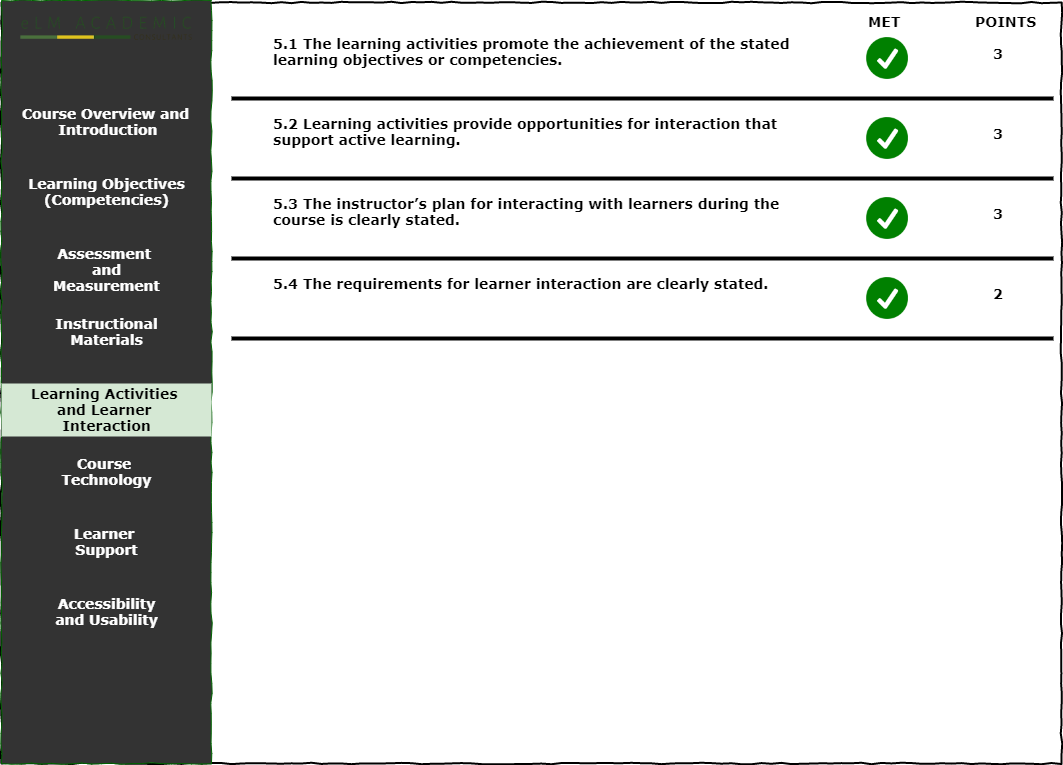 ELM ACADEMIC
Course Overview and
Introduction
Learning Objectives
(Competencies)
Assessment
and
Measurement
Instructional
Materials
Learning Activities
and Learner
Interaction
Course
Technology
Learner
Support
Accessibility
and Usability
MET
POINTS
5.1 The learning activities promote the achievement of the stated
learning objectives or competencies.
3
5.2 Learning activities provide opportunities for interaction that
support active learning.
3
5.3 The instructor’s plan for interacting with learners during the
course is clearly stated.
3
5.4 The requirements for learner interaction are clearly stated.
2